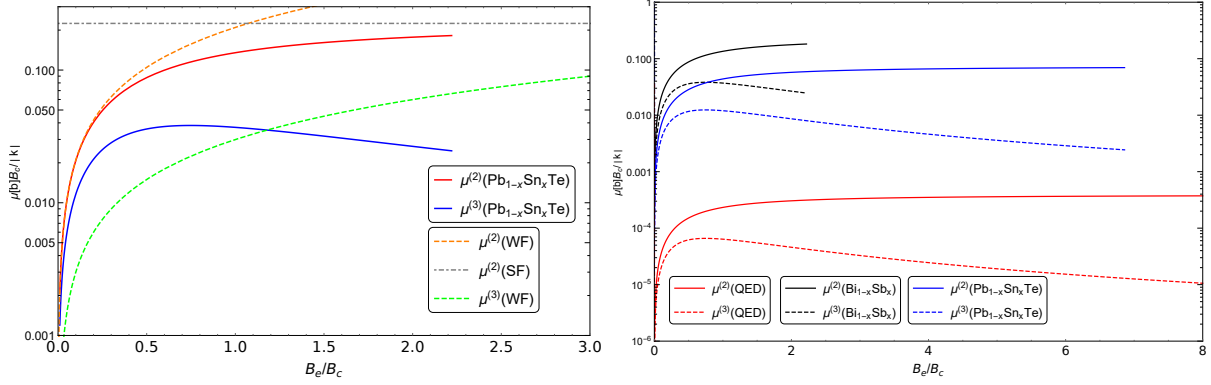 μ[b]B_c/|k|
0.100
0.050
0.010
0.005
0.001
0.0 0.5 1.0 1.5 2.0 2.5 3.0
B_e/B_c
μ^(2)(Pb_{1-x}Sn_xTe)
μ^(3)(Pb_{1-x}Sn_xTe)
μ^(2)(WF)
μ^(2)(SF)
μ^(3)(WF)
μ[b]B_c/|k|
1
0.100
0.010
0.001
10^-4
10^-5
10^-6
0 2 4 6 8
B_e/B_c
μ^(2)(QED) μ^(2)(Bi_{1-x}Sb_x) μ^(2)(Pb_{1-x}Sn_xTe)
μ^(3)(QED) μ^(3)(Bi_{1-x}Sb_x) μ^(3)(Pb_{1-x}Sn_xTe)